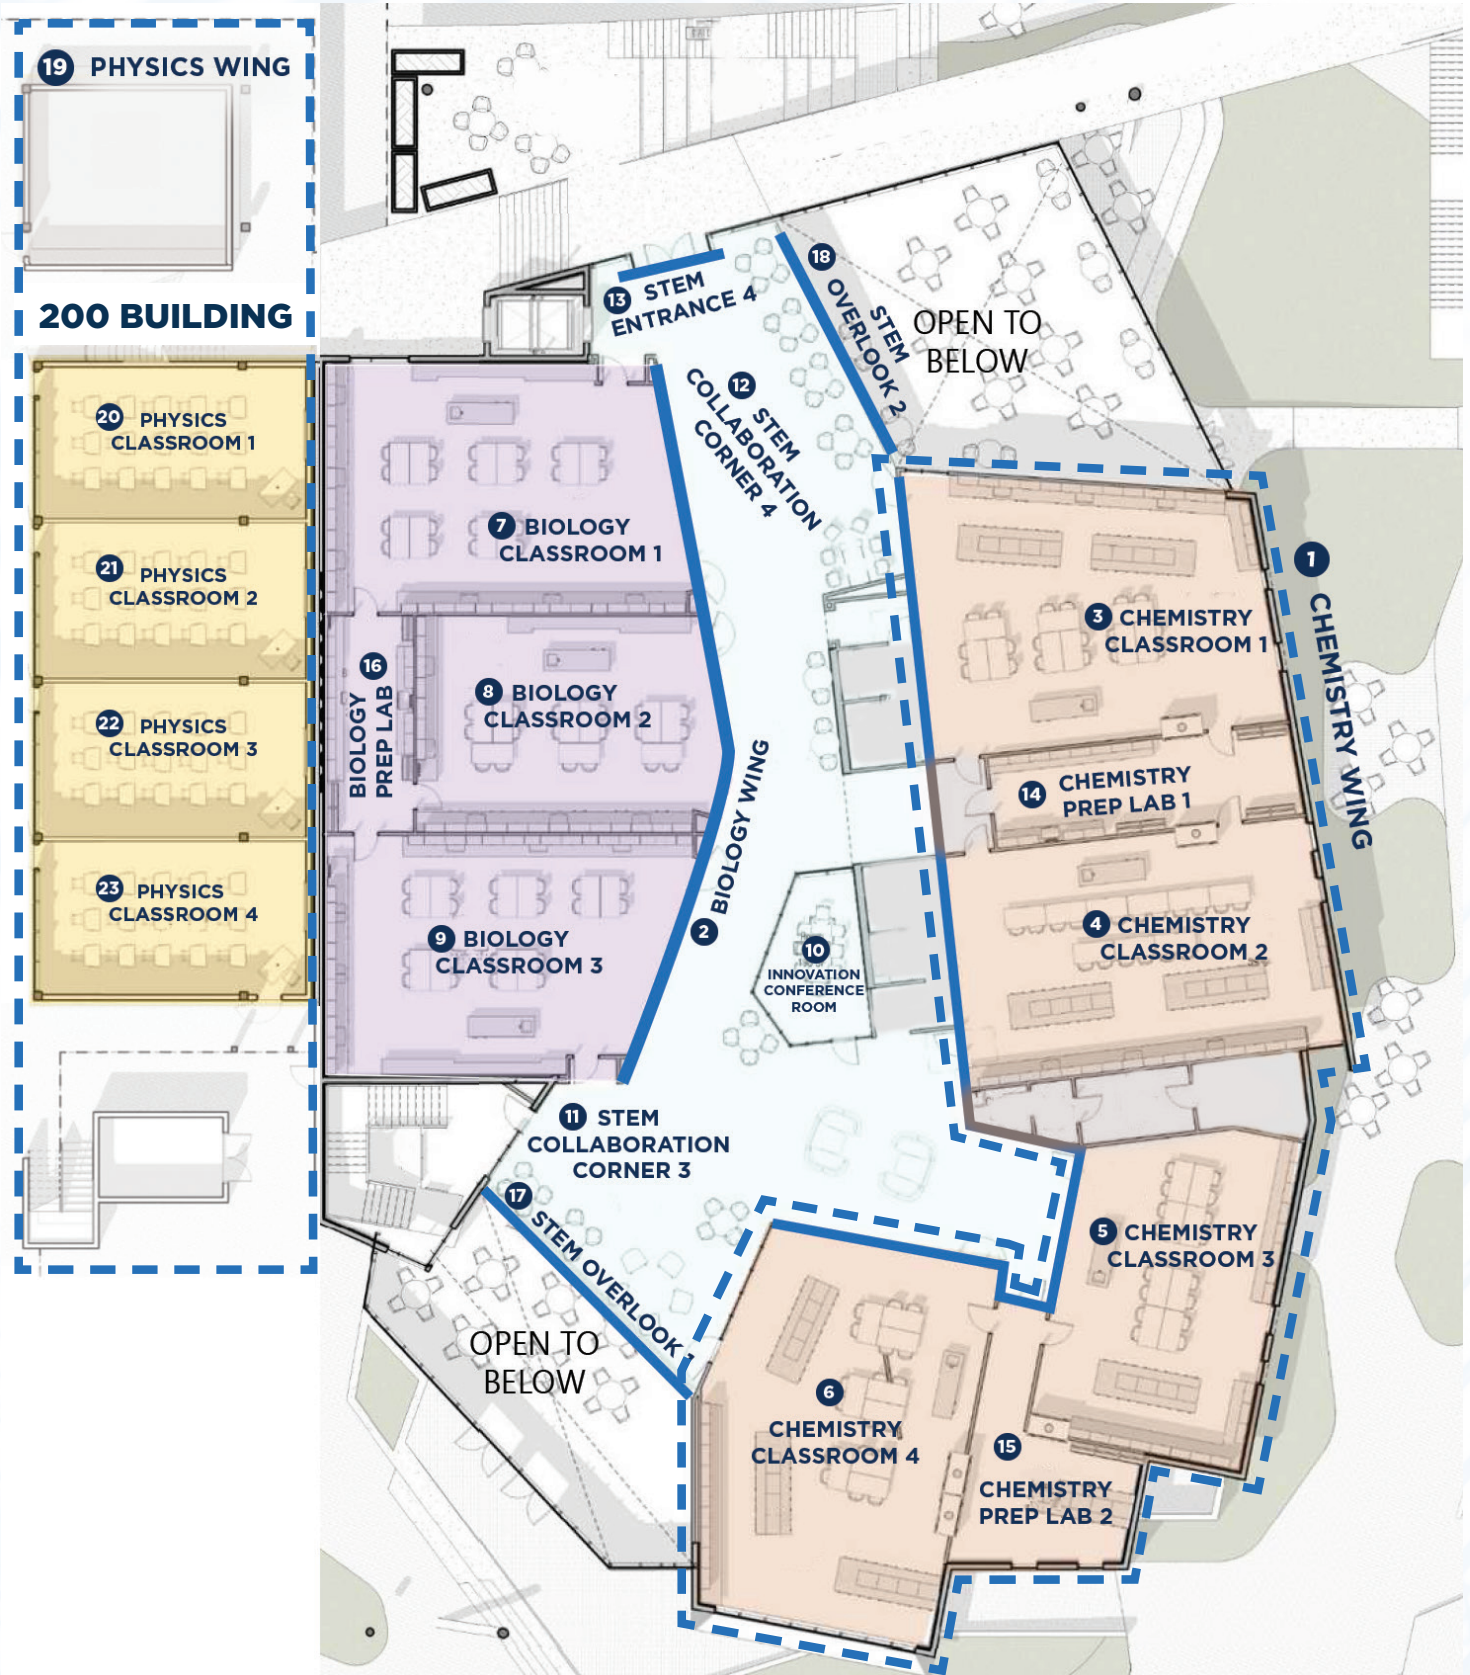 19 PHYSICS WING
200 BUILDING
20 PHYSICS
CLASSROOM 1
21 PHYSICS
CLASSROOM 2
22 PHYSICS
CLASSROOM 3
23 PHYSICS
CLASSROOM 4
13 STEM
ENTRANCE 4
18 STEM
OVERLOOK 2
OPEN TO
BELOW
12 STEM
COLLABORATION
CORNER 4
7 BIOLOGY
CLASSROOM 1
16 BIOLOGY
PREP LAB
8 BIOLOGY
CLASSROOM 2
9 BIOLOGY
CLASSROOM 3
2 BIOLOGY WING
10
INNOVATION
CONFERENCE
ROOM
1 CHEMISTRY WING
3 CHEMISTRY
CLASSROOM 1
14 CHEMISTRY
PREP LAB 1
4 CHEMISTRY
CLASSROOM 2
11 STEM
COLLABORATION
CORNER 3
17 STEM OVERLOOK 1
OPEN TO
BELOW
5 CHEMISTRY
CLASSROOM 3
6
CHEMISTRY
CLASSROOM 4
15
CHEMISTRY
PREP LAB 2